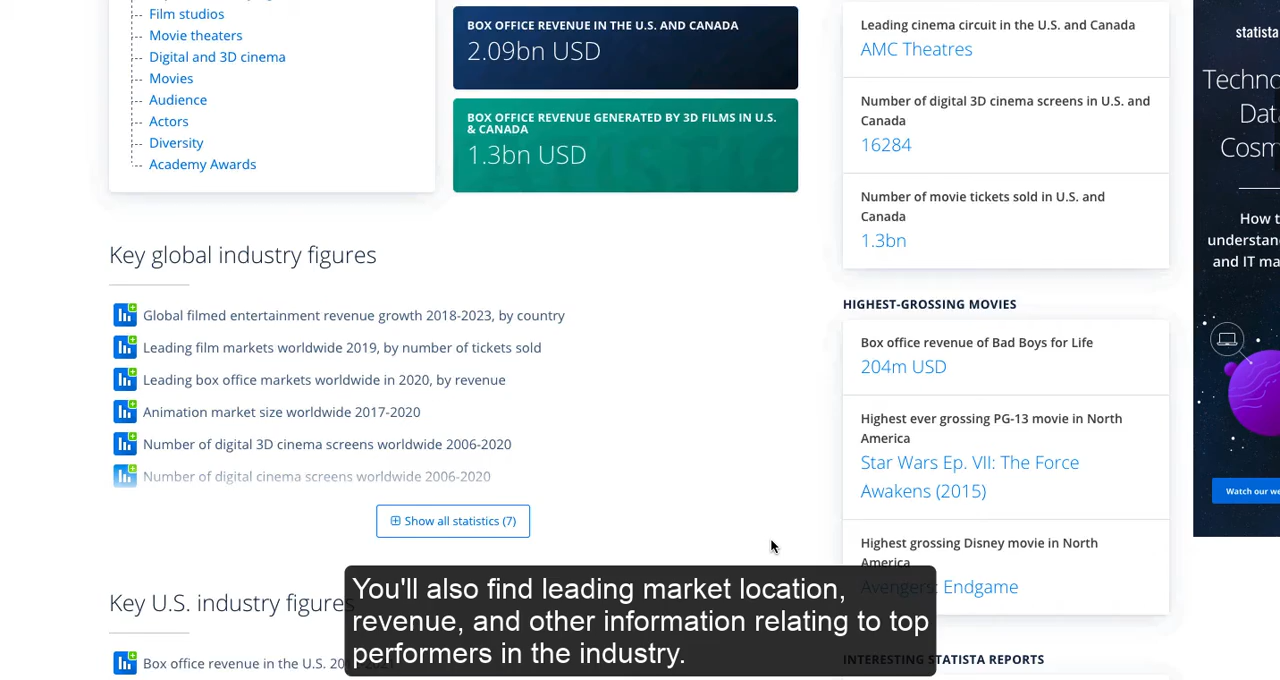 Film studios
Movie theaters
Digital and 3D cinema
Movies
Audience
Actors
Diversity
Academy Awards
BOX OFFICE REVENUE IN THE U.S. AND CANADA
2.09bn USD
BOX OFFICE REVENUE GENERATED BY 3D FILMS IN U.S.
& CANADA
1.3bn USD
Key global industry figures
Global filmed entertainment revenue growth 2018-2023, by country
Leading film markets worldwide 2019, by number of tickets sold
Leading box office markets worldwide in 2020, by revenue
Animation market size worldwide 2017-2020
Number of digital 3D cinema screens worldwide 2006-2020
Number of digital cinema screens worldwide 2006-2020
Show all statistics (7)
Key U.S. industry figures
Box office revenue in the U.S.
Leading cinema circuit in the U.S. and Canada
AMC Theatres
Number of digital 3D cinema screens in U.S. and
Canada
16284
Number of movie tickets sold in U.S. and
Canada
1.3bn
HIGHEST-GROSSING MOVIES
Box office revenue of Bad Boys for Life
204m USD
Highest ever grossing PG-13 movie in North
America
Star Wars Ep. VII: The Force
Awakens (2015)
Highest grossing Disney movie in North
America
Avengers: Endgame
INTERESTING STATISTA REPORTS
statista
How
and IT
Watch our
You'll also find leading market location,
revenue, and other information relating to top
performers in the industry.